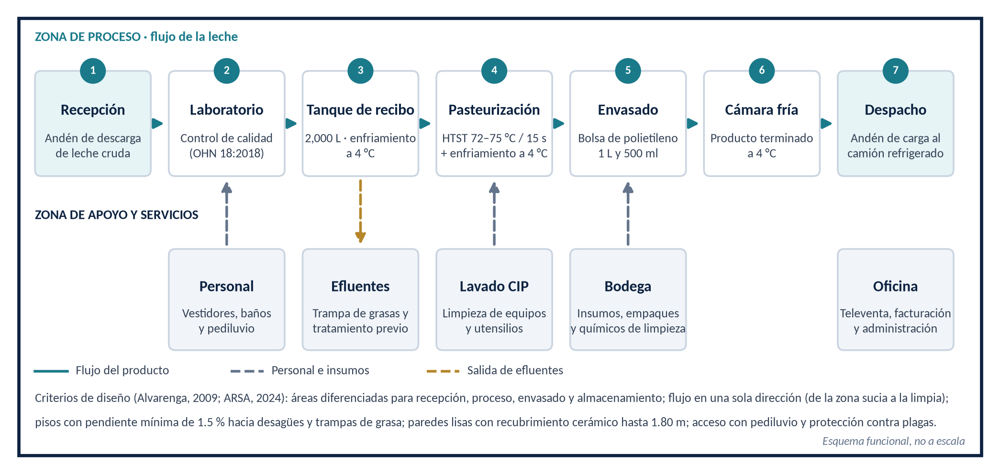 ZONA DE PROCESO · flujo de la leche
1
2
3
4
5
6
7
Recepción
Andén de descarga
de leche cruda
Laboratorio
Control de calidad
(OHN 18:2018)
Tanque de recibo
2,000 L · enfriamiento
a 4 °C
Pasteurización
HTST 72–75 °C / 15 s
+ enfriamiento a 4 °C
Envasado
Bolsa de polietileno
1 L y 500 ml
Cámara fría
Producto terminado
a 4 °C
Despacho
Andén de carga al
camión refrigerado
ZONA DE APOYO Y SERVICIOS
Personal
Vestidores, baños
y pediluvio
Efluentes
Trampa de grasas y
tratamiento previo
Lavado CIP
Limpieza de equipos
y utensilios
Bodega
Insumos, empaques
y químicos de limpieza
Oficina
Televenta, facturación
y administración
Flujo del producto
Personal e insumos
Salida de efluentes
Criterios de diseño (Alvarenga, 2009; ARSA, 2024): áreas diferenciadas para recepción, proceso, envasado y almacenamiento; flujo en una sola dirección (de la zona sucia a la limpia);
pisos con pendiente mínima de 1.5 % hacia desagües y trampas de grasa; paredes lisas con recubrimiento cerámico hasta 1.80 m; acceso con pediluvio y protección contra plagas.
Esquema funcional, no a escala